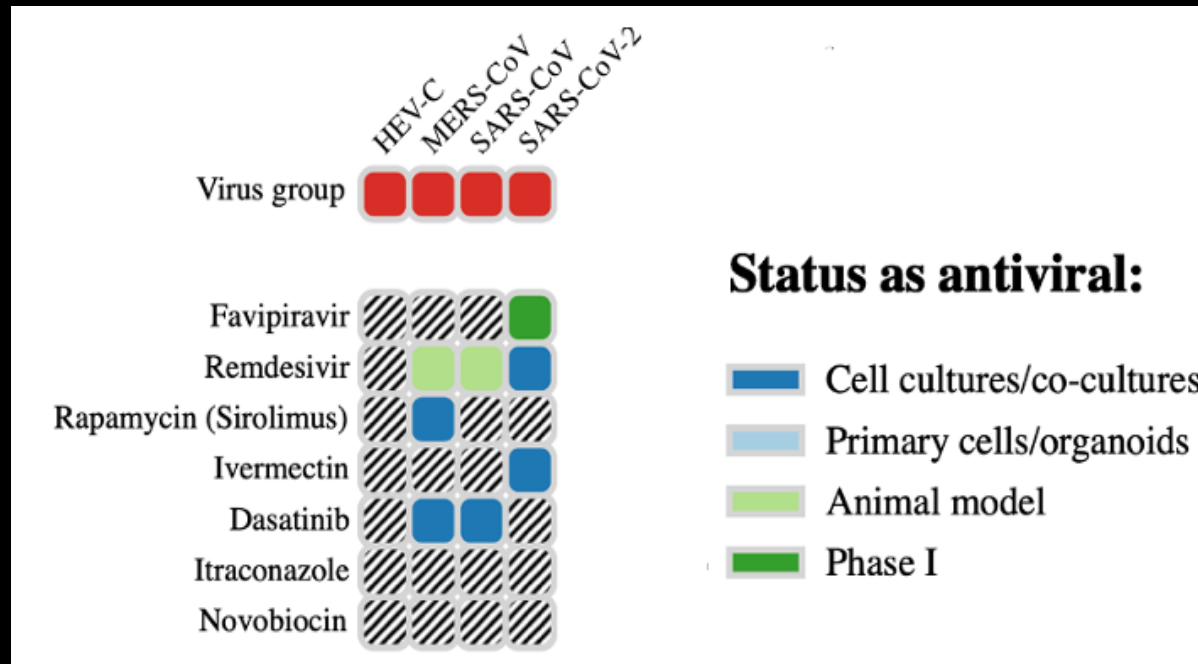 HEV-C
MERS-CoV
SARS-CoV
SARS-CoV-2
Virus group
Favipiravir
Remdesivir
Rapamycin (Sirolimus)
Ivermectin
Dasatinib
Itraconazole
Novobiocin
Status as antiviral:
Cell cultures/co-cultures
Primary cells/organoids
Animal model
Phase I